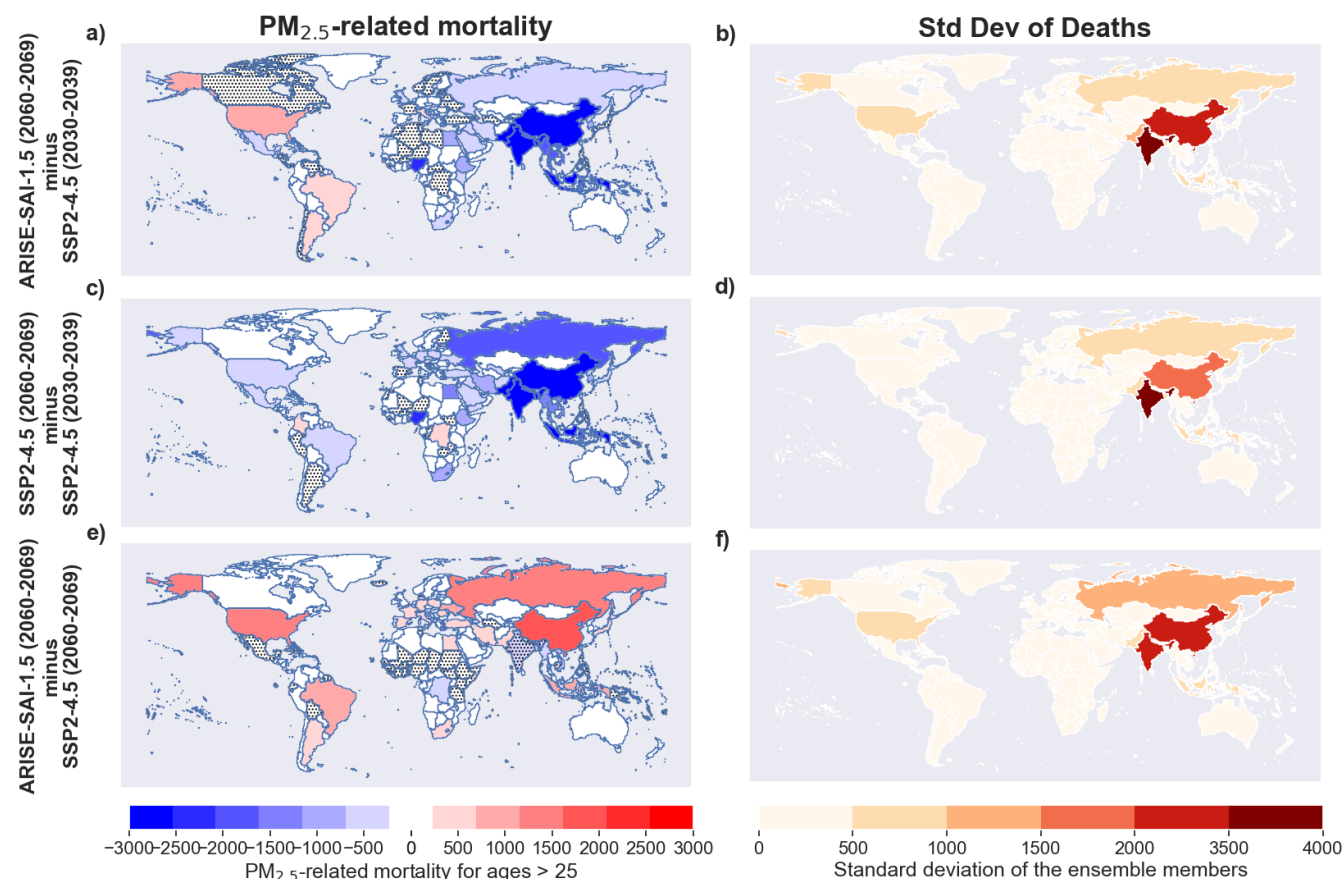 PM2.5-related mortality
Std Dev of Deaths
a)
b)
ARISE-SAI-1.5 (2060-2069)
minus
SSP2-4.5 (2030-2039)
c)
d)
SSP2-4.5 (2060-2069)
minus
SSP2-4.5 (2030-2039)
e)
f)
ARISE-SAI-1.5 (2060-2069)
minus
SSP2-4.5 (2060-2069)
−3000−2500−2000−1500−1000 −500 0 500 1000 1500 2000 2500 3000
PM2.5-related mortality for ages > 25
0 500 1000 1500 2000 3500 4000
Standard deviation of the ensemble members